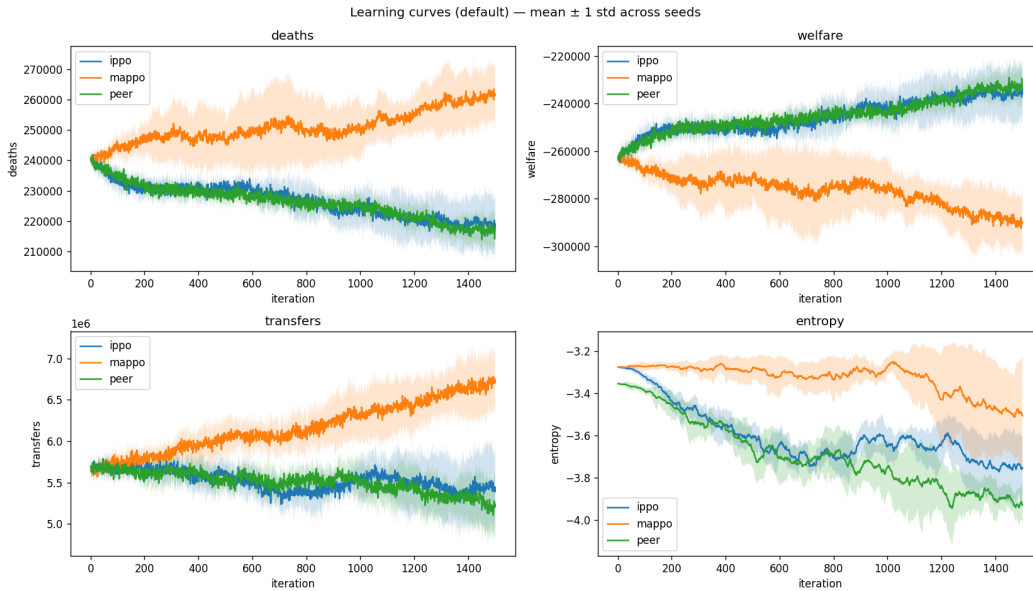 Learning curves (default) — mean ± 1 std across seeds
deaths
ippo
mappo
peer
270000
260000
250000
240000
230000
220000
210000
deaths
0 200 400 600 800 1000 1200 1400
iteration
welfare
ippo
mappo
peer
−220000
−240000
−260000
−280000
−300000
welfare
0 200 400 600 800 1000 1200 1400
iteration
transfers
1e6
ippo
mappo
peer
7.0
6.5
6.0
5.5
5.0
transfers
0 200 400 600 800 1000 1200 1400
iteration
entropy
−3.2
−3.4
−3.6
−3.8
−4.0
entropy
ippo
mappo
peer
0 200 400 600 800 1000 1200 1400
iteration